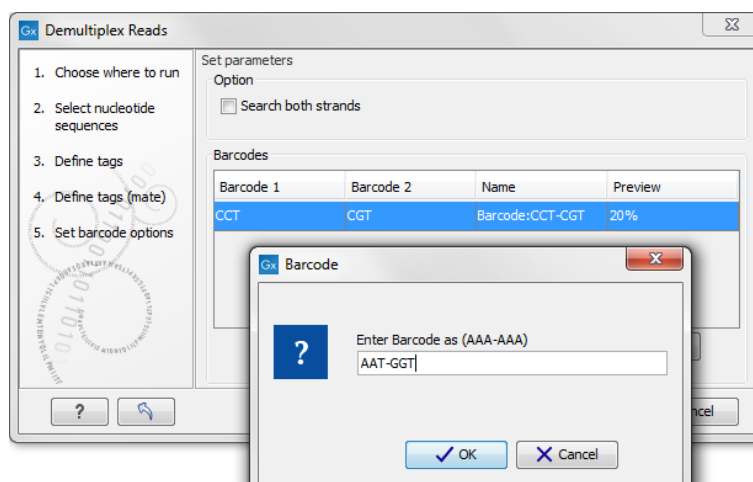 Gx Demultiplex Reads
1. Choose where to run
2. Select nucleotide
sequences
3. Define tags
4. Define tags (mate)
5. Set barcode options
Set parameters
Option
Search both strands
Barcodes
Barcode 1 Barcode 2 Name Preview
CCT CGT Barcode:CCT-CGT 20%
Gx Barcode
? Enter Barcode as (AAA-AAA)
AAT-GGT
OK Cancel
?